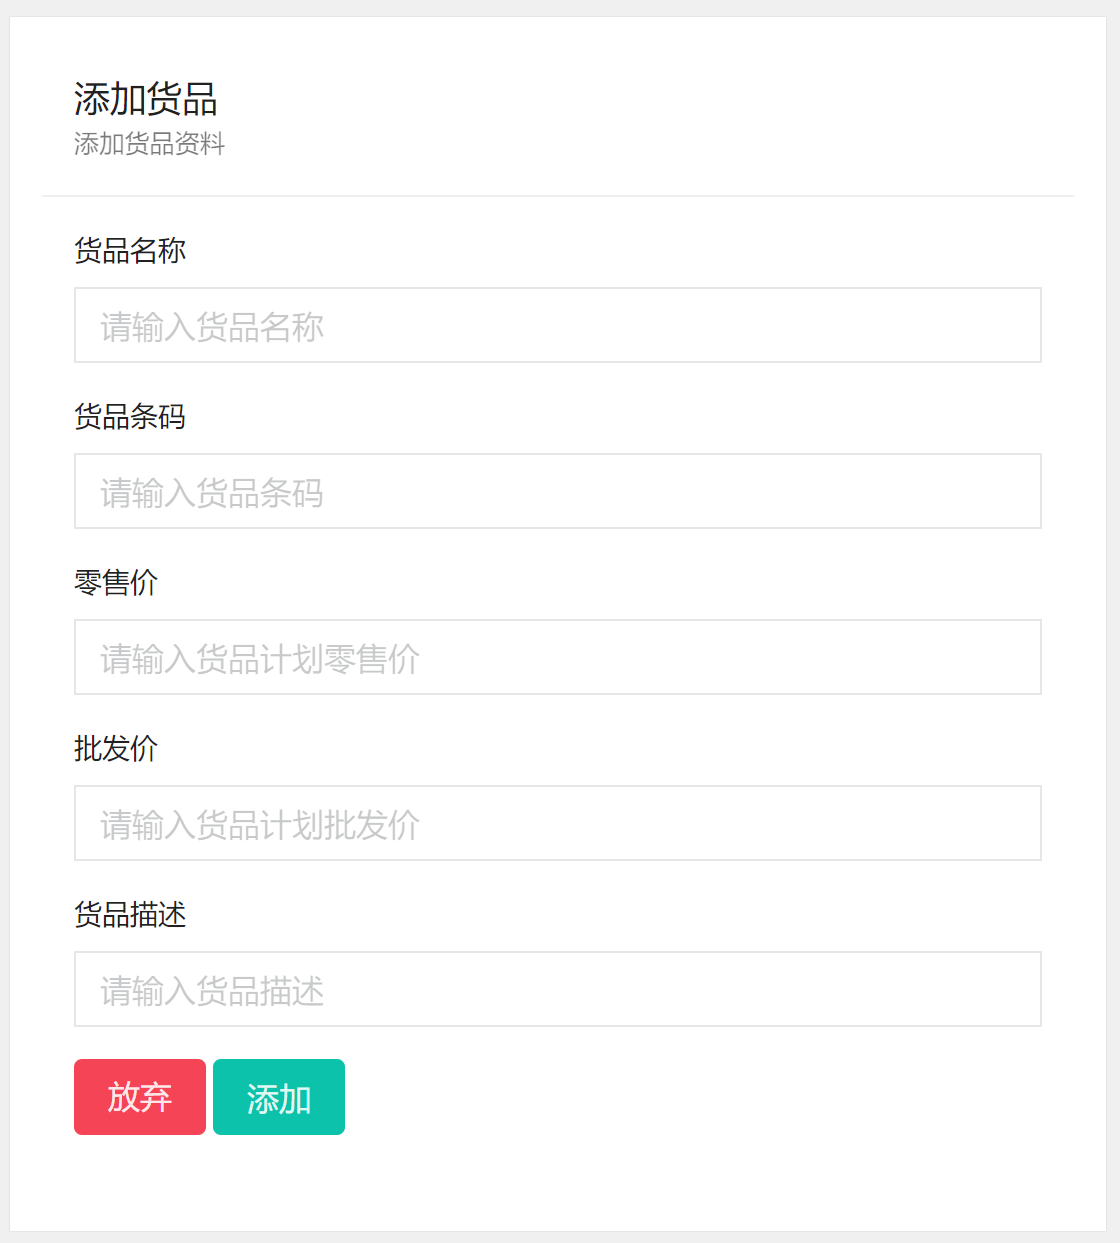 添加货品
添加货品资料
货品名称
请输入货品名称
货品条码
请输入货品条码
零售价
请输入货品计划零售价
批发价
请输入货品计划批发价
货品描述
请输入货品描述
放弃 添加